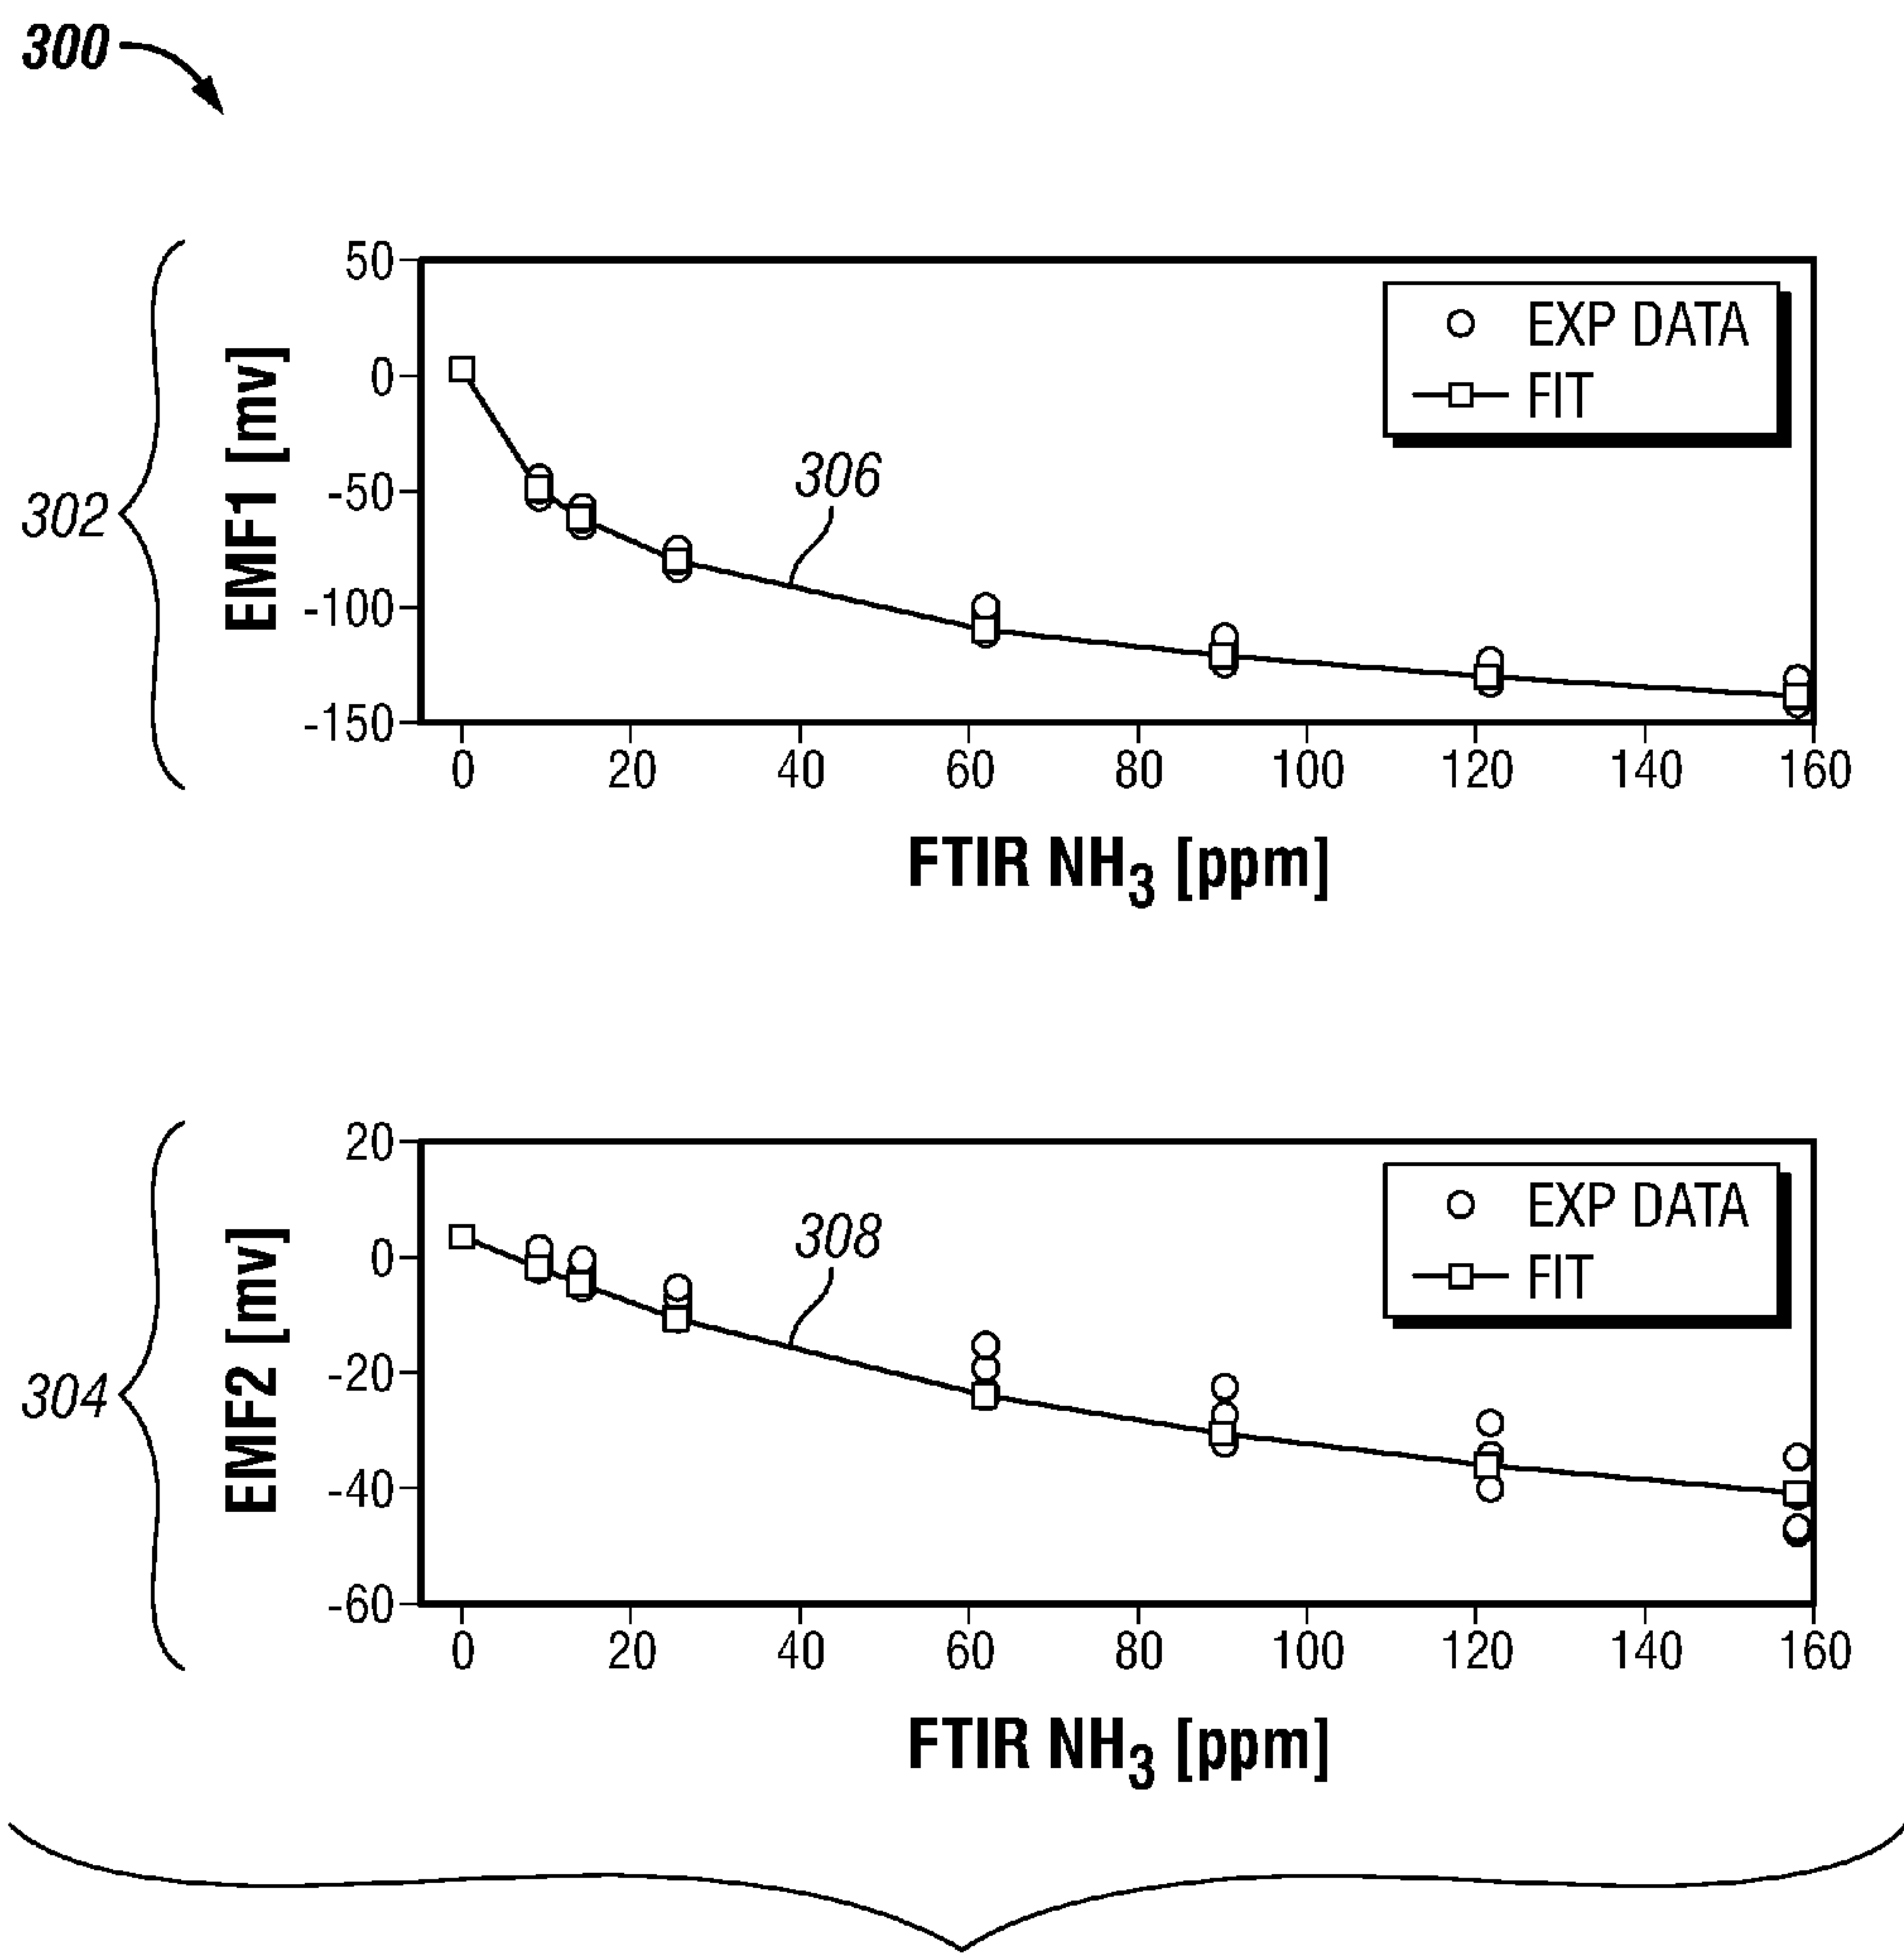 300
50
0
-50
-100
-150
EMF1 [mv]
302
306
EXP DATA
FIT
0 20 40 60 80 100 120 140 160
FTIR NH3 [ppm]
20
0
-20
-40
-60
EMF2 [mv]
304
308
EXP DATA
FIT
0 20 40 60 80 100 120 140 160
FTIR NH3 [ppm]